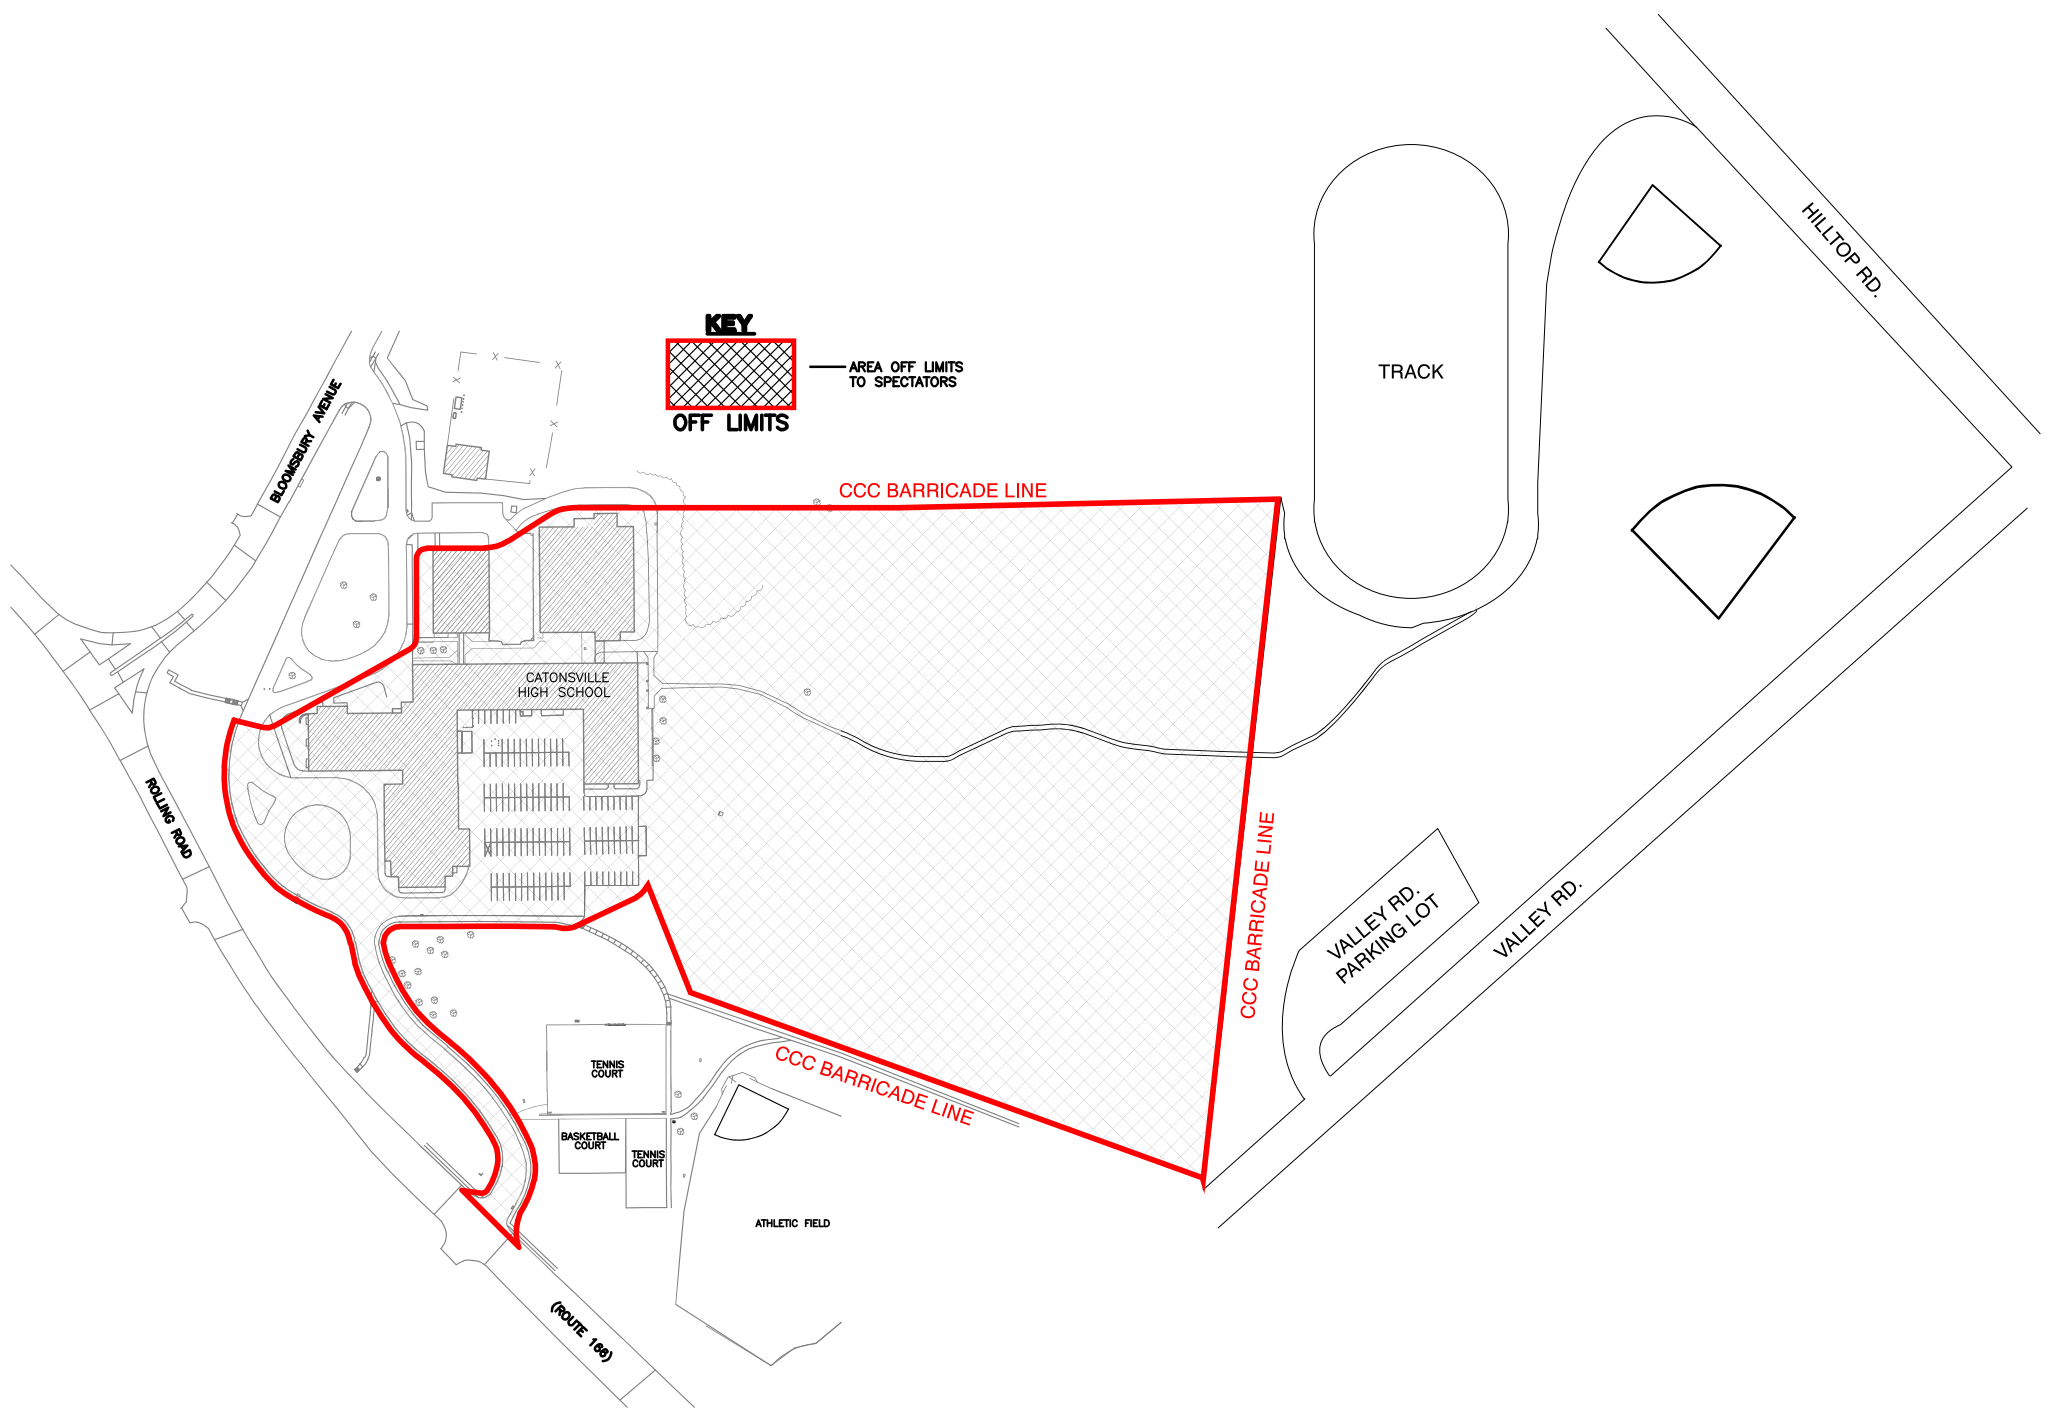 HILLTOP RD.
KEY
AREA OFF LIMITS
TO SPECTATORS
OFF LIMITS
TRACK
BLOOMSBURY AVENUE
CCC BARRICADE LINE
CATONSVILLE
HIGH SCHOOL
ROLLING ROAD
CCC BARRICADE LINE
VALLEY RD.
PARKING LOT
VALLEY RD.
CCC BARRICADE LINE
TENNIS
COURT
BASKETBALL
COURT
TENNIS
COURT
ATHLETIC FIELD
(ROUTE 166)